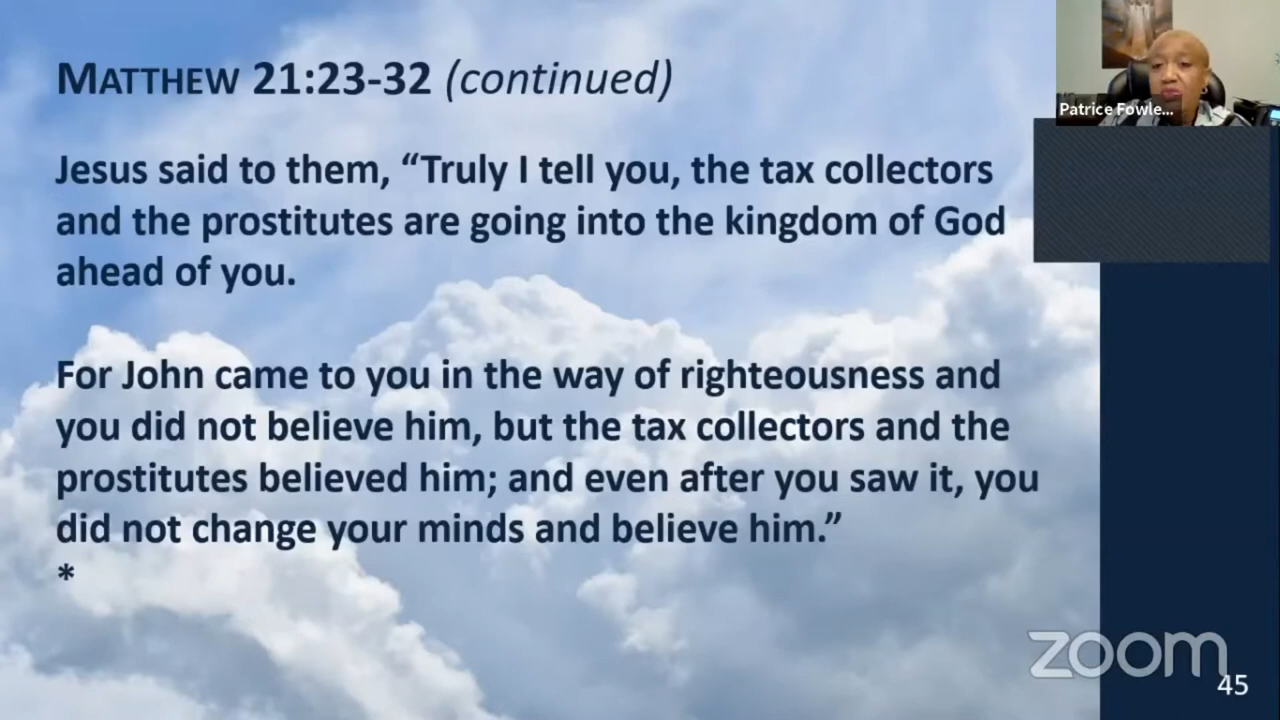 MATTHEW 21:23-32 (continued)
Patrice Fowle...
Jesus said to them, “Truly I tell you, the tax collectors
and the prostitutes are going into the kingdom of God
ahead of you.
For John came to you in the way of righteousness and
you did not believe him, but the tax collectors and the
prostitutes believed him; and even after you saw it, you
did not change your minds and believe him.”
*
zoom
45